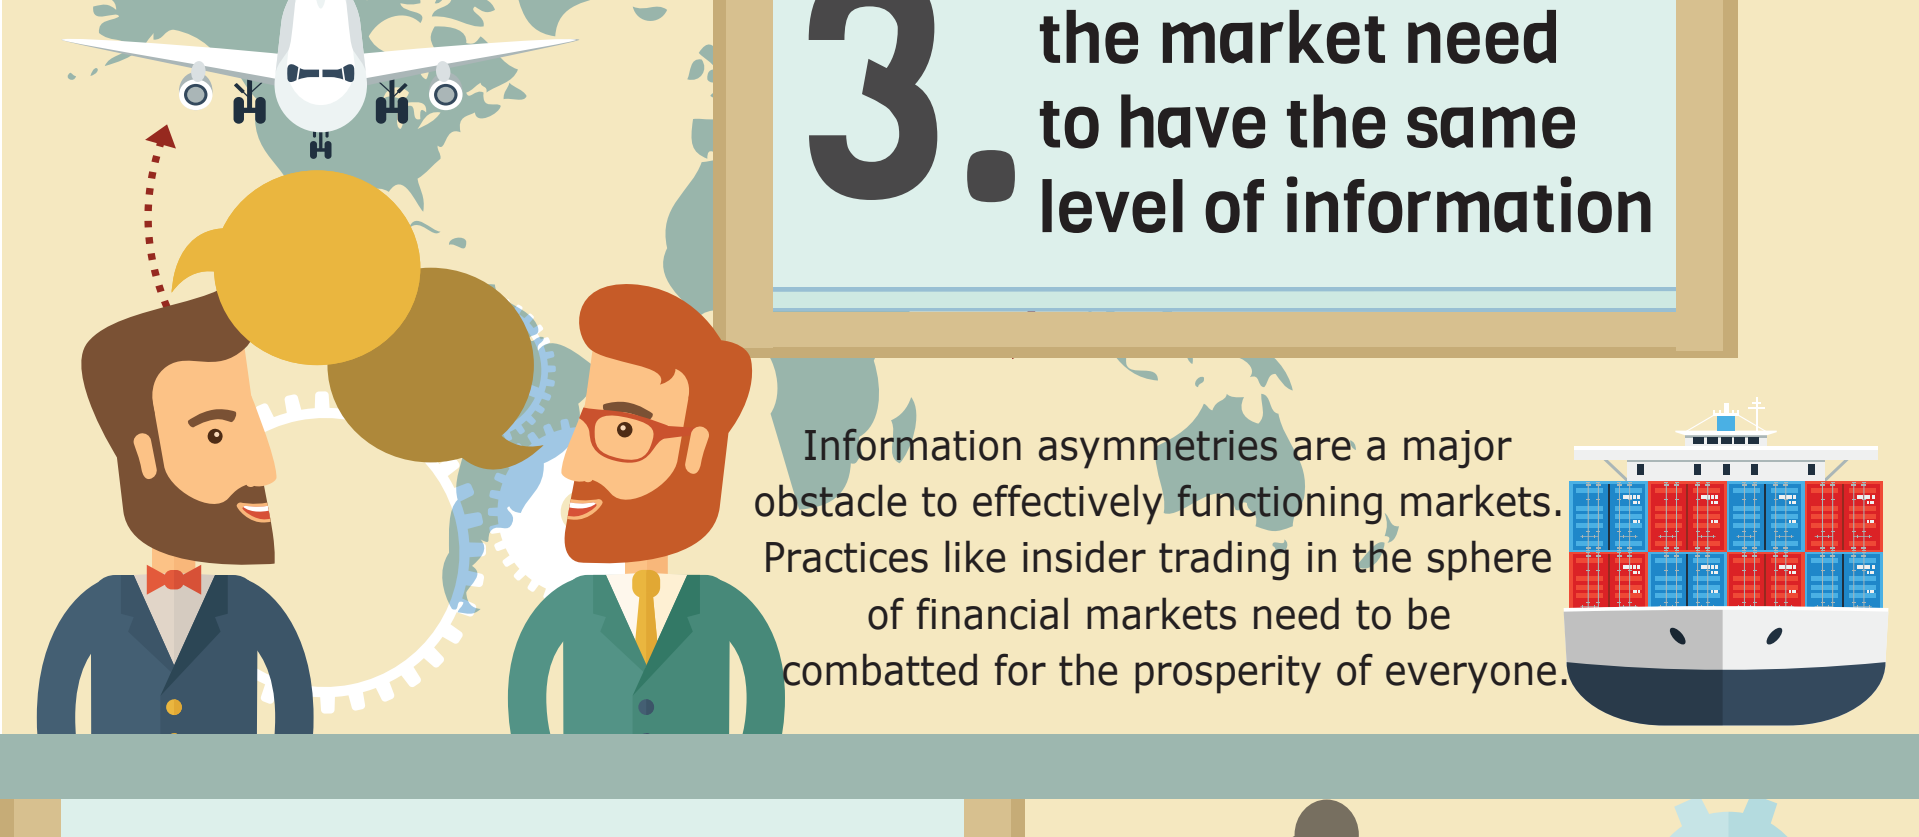 3.
the market need
to have the same
level of information
Information asymmetries are a major
obstacle to effectively functioning markets.
Practices like insider trading in the sphere
of financial markets need to be
combatted for the prosperity of everyone.